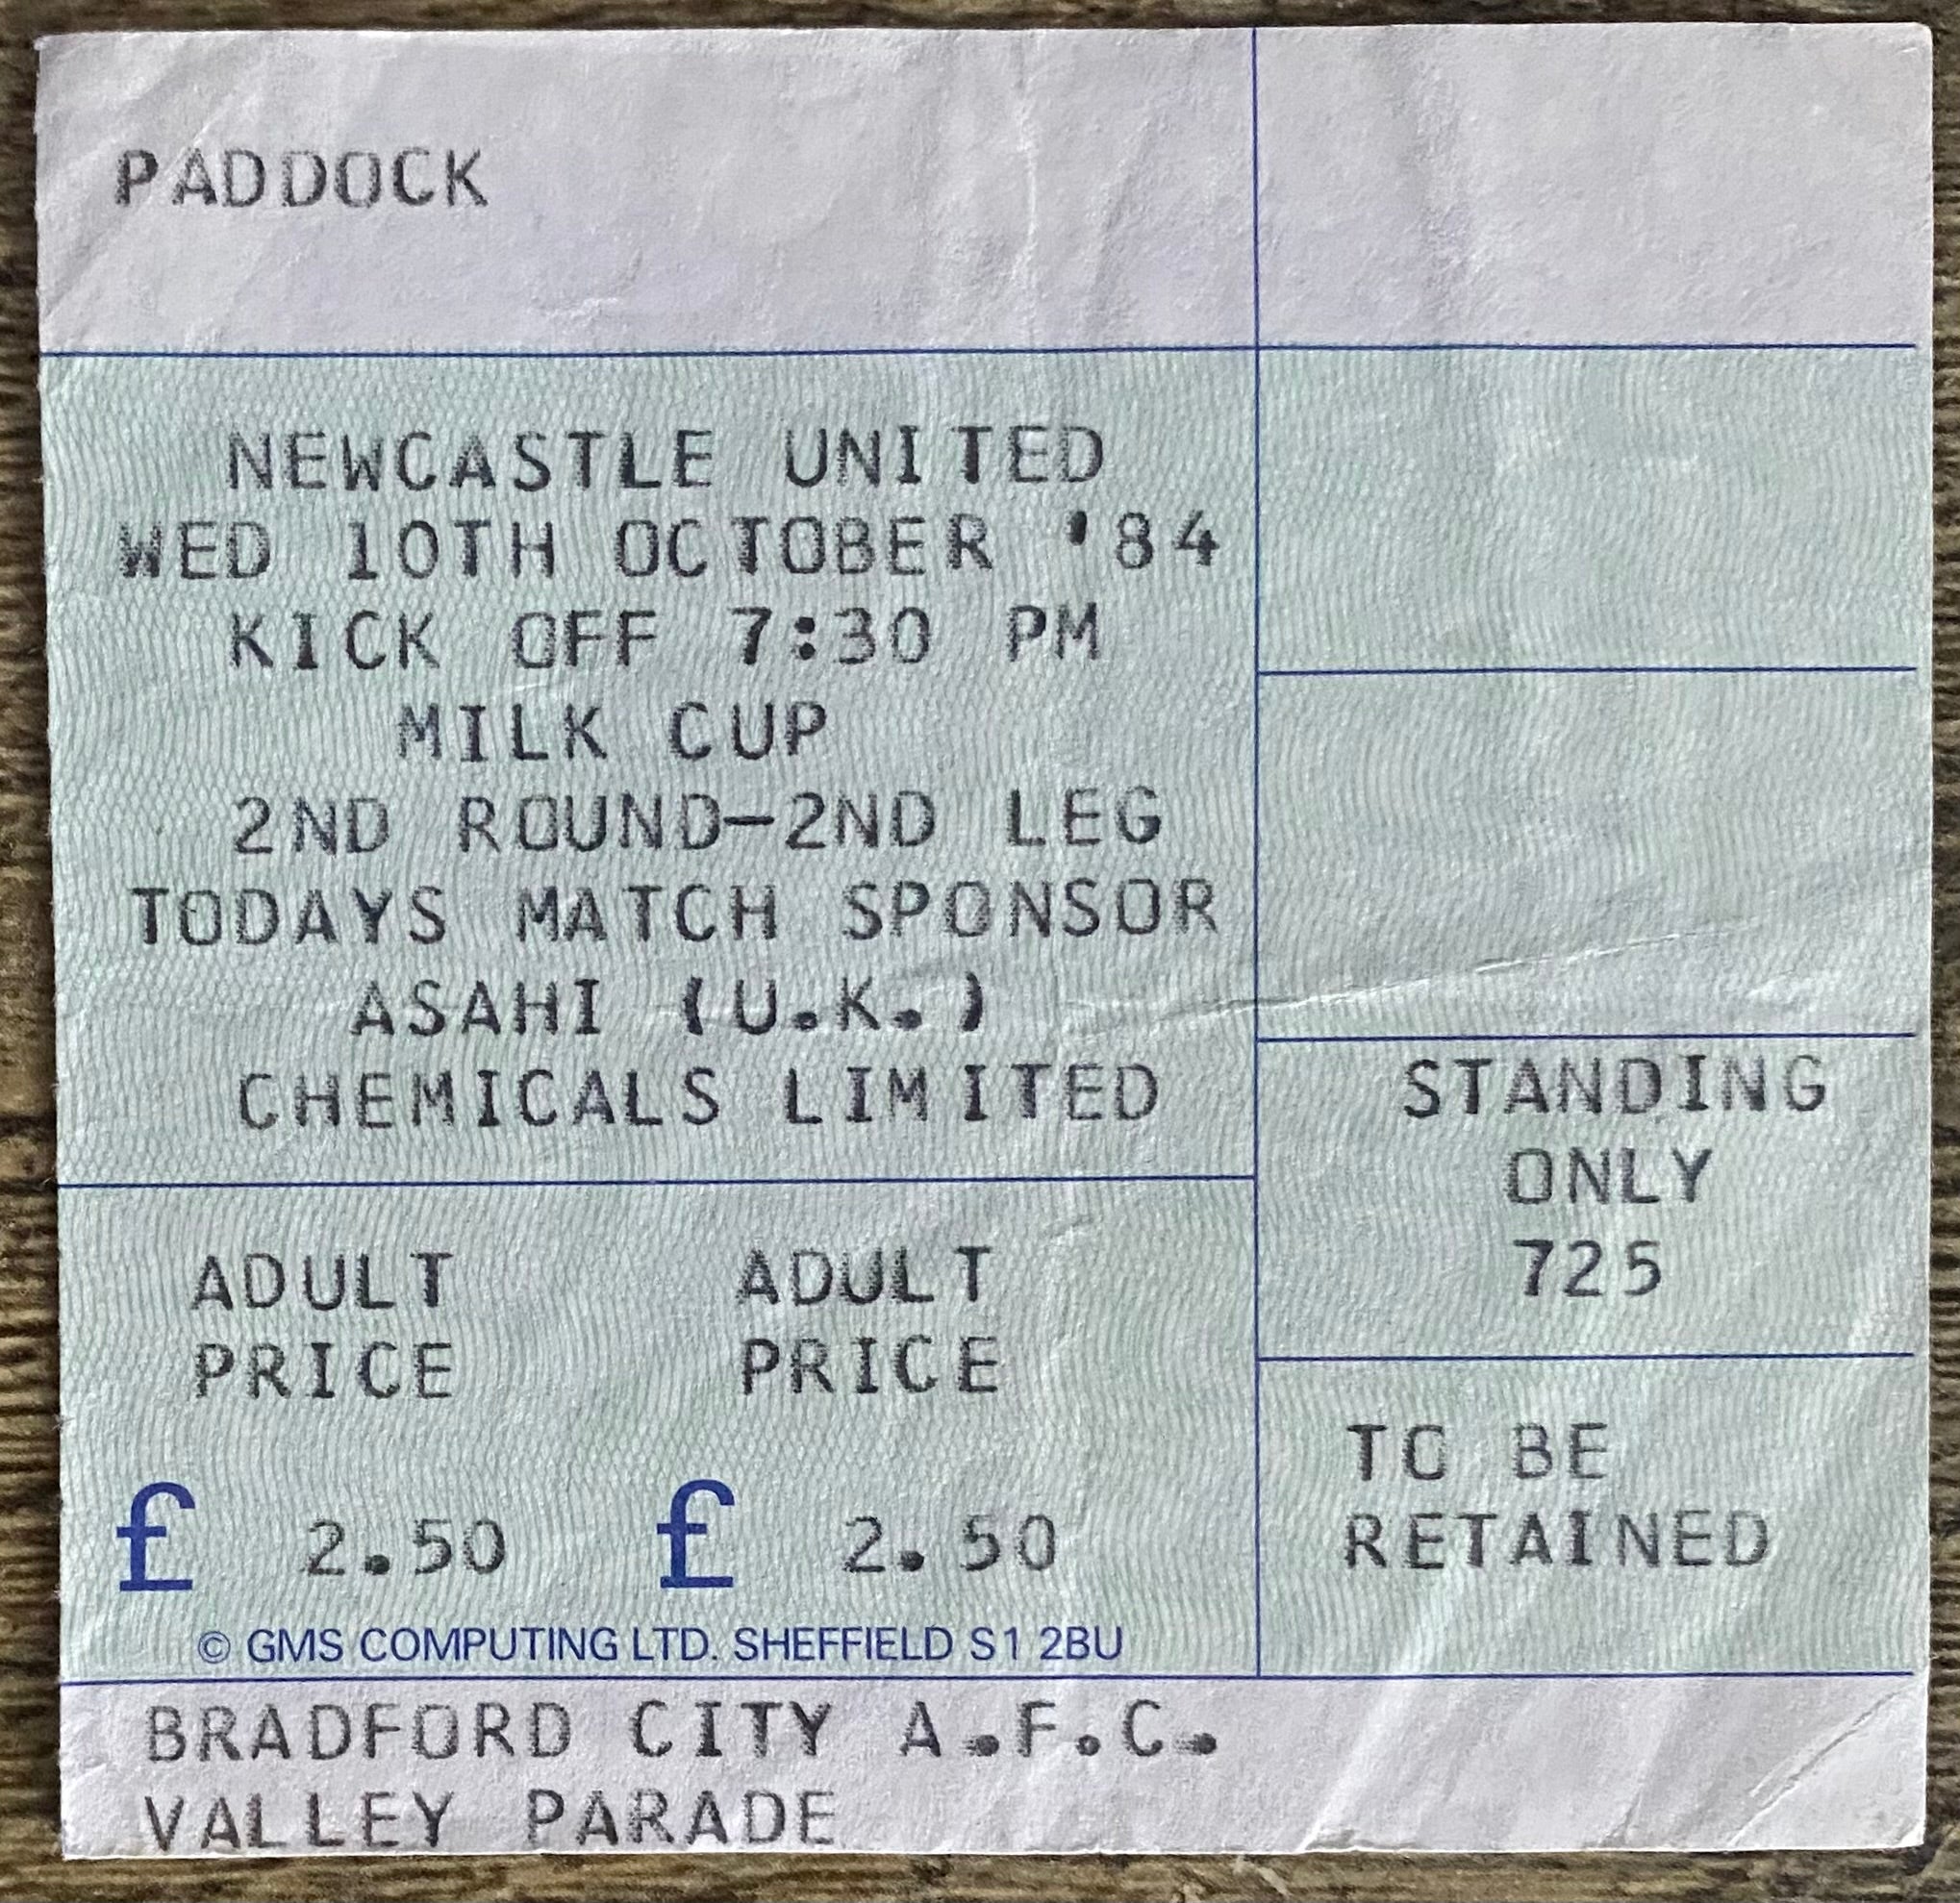 PADDOCK
NEWCASTLE UNITED
WED 10TH OCTOBER '84
KICK OFF 7:30 PM
MILK CUP
2ND ROUND-2ND LEG
TODAYS MATCH SPONSOR
ASAHI (U.K.)
CHEMICALS LIMITED
ADULT ADULT
PRICE PRICE
£ 2.50 £ 2.50
© GMS COMPUTING LTD. SHEFFIELD S1 2BU
STANDING
ONLY
725
TO BE
RETAINED
BRADFORD CITY A.F.C.
VALLEY PARADE